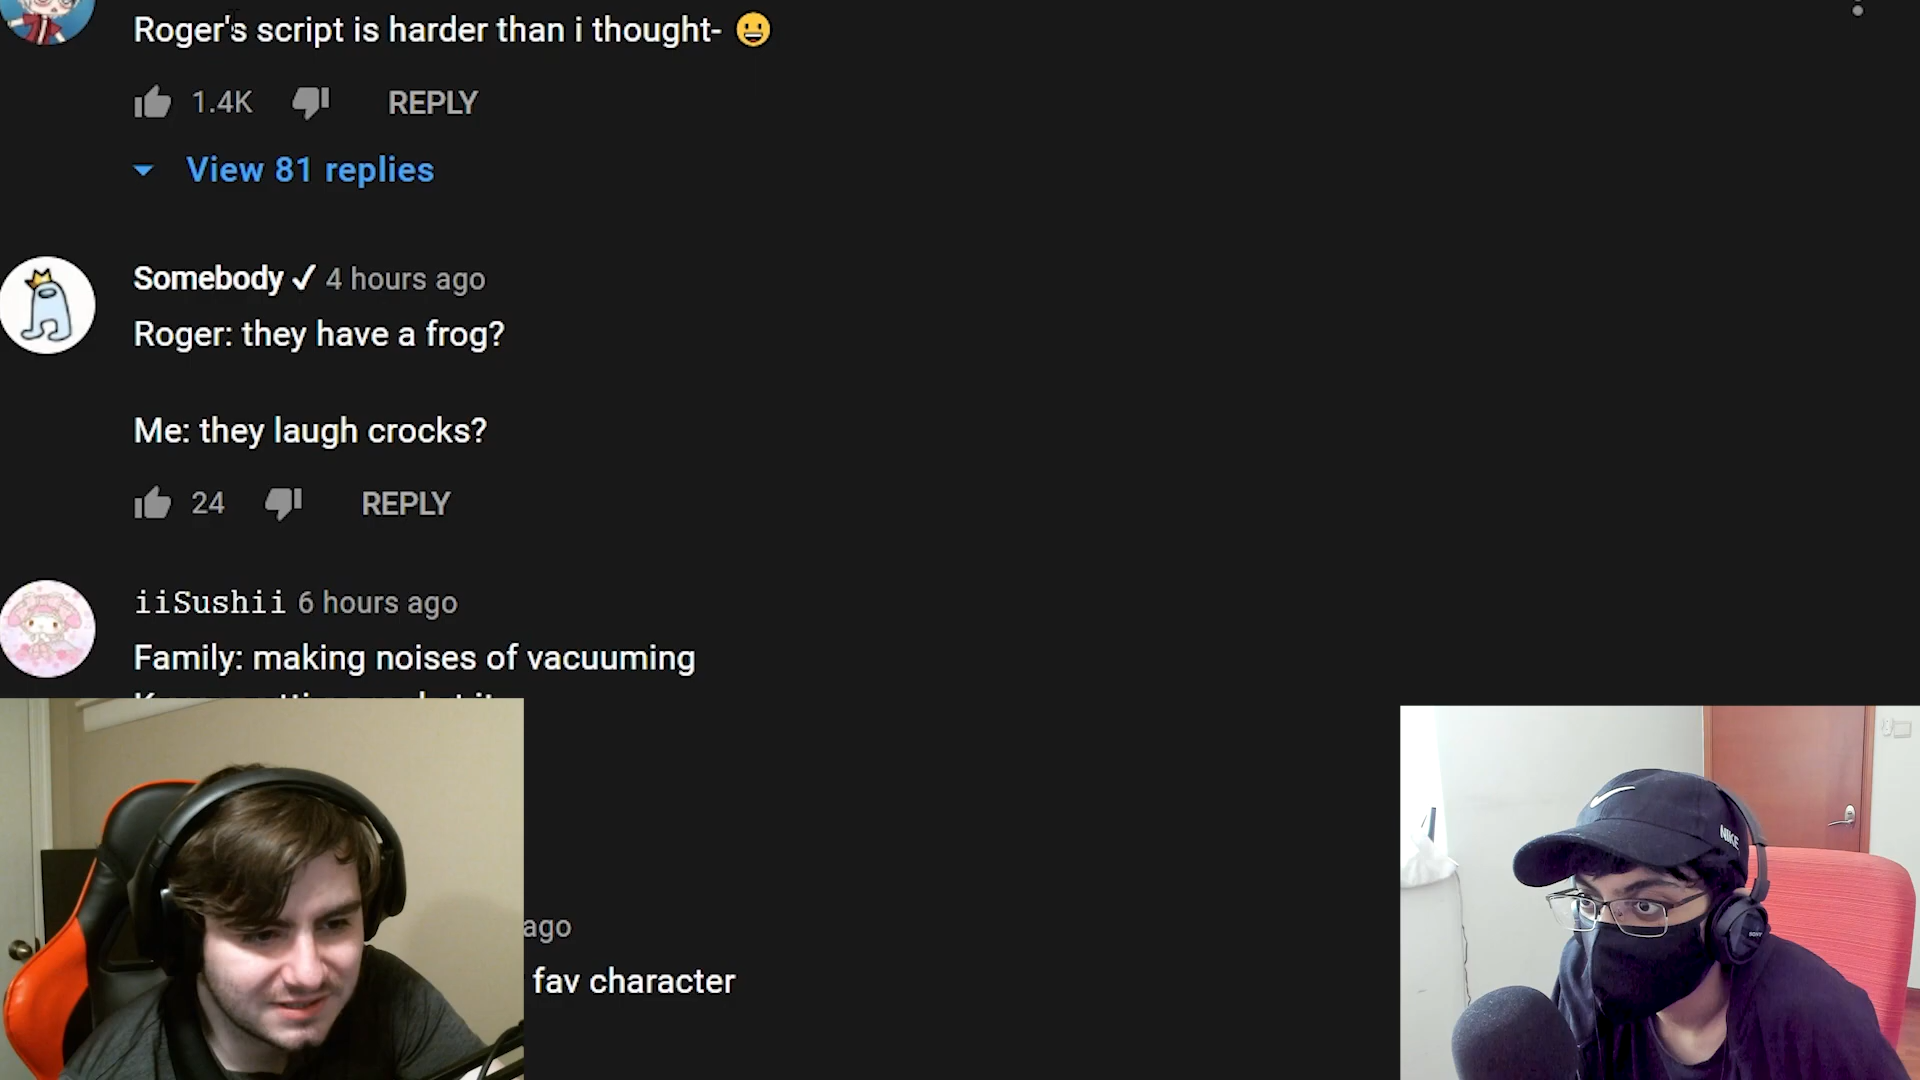 Roger's script is harder than i thought- 😀
1.4K REPLY
View 81 replies
Somebody ✓ 4 hours ago
Roger: they have a frog?
Me: they laugh crocks?
24 REPLY
iiSushii 6 hours ago
Family: making noises of vacuuming
ago
fav character
NIKE
SONY